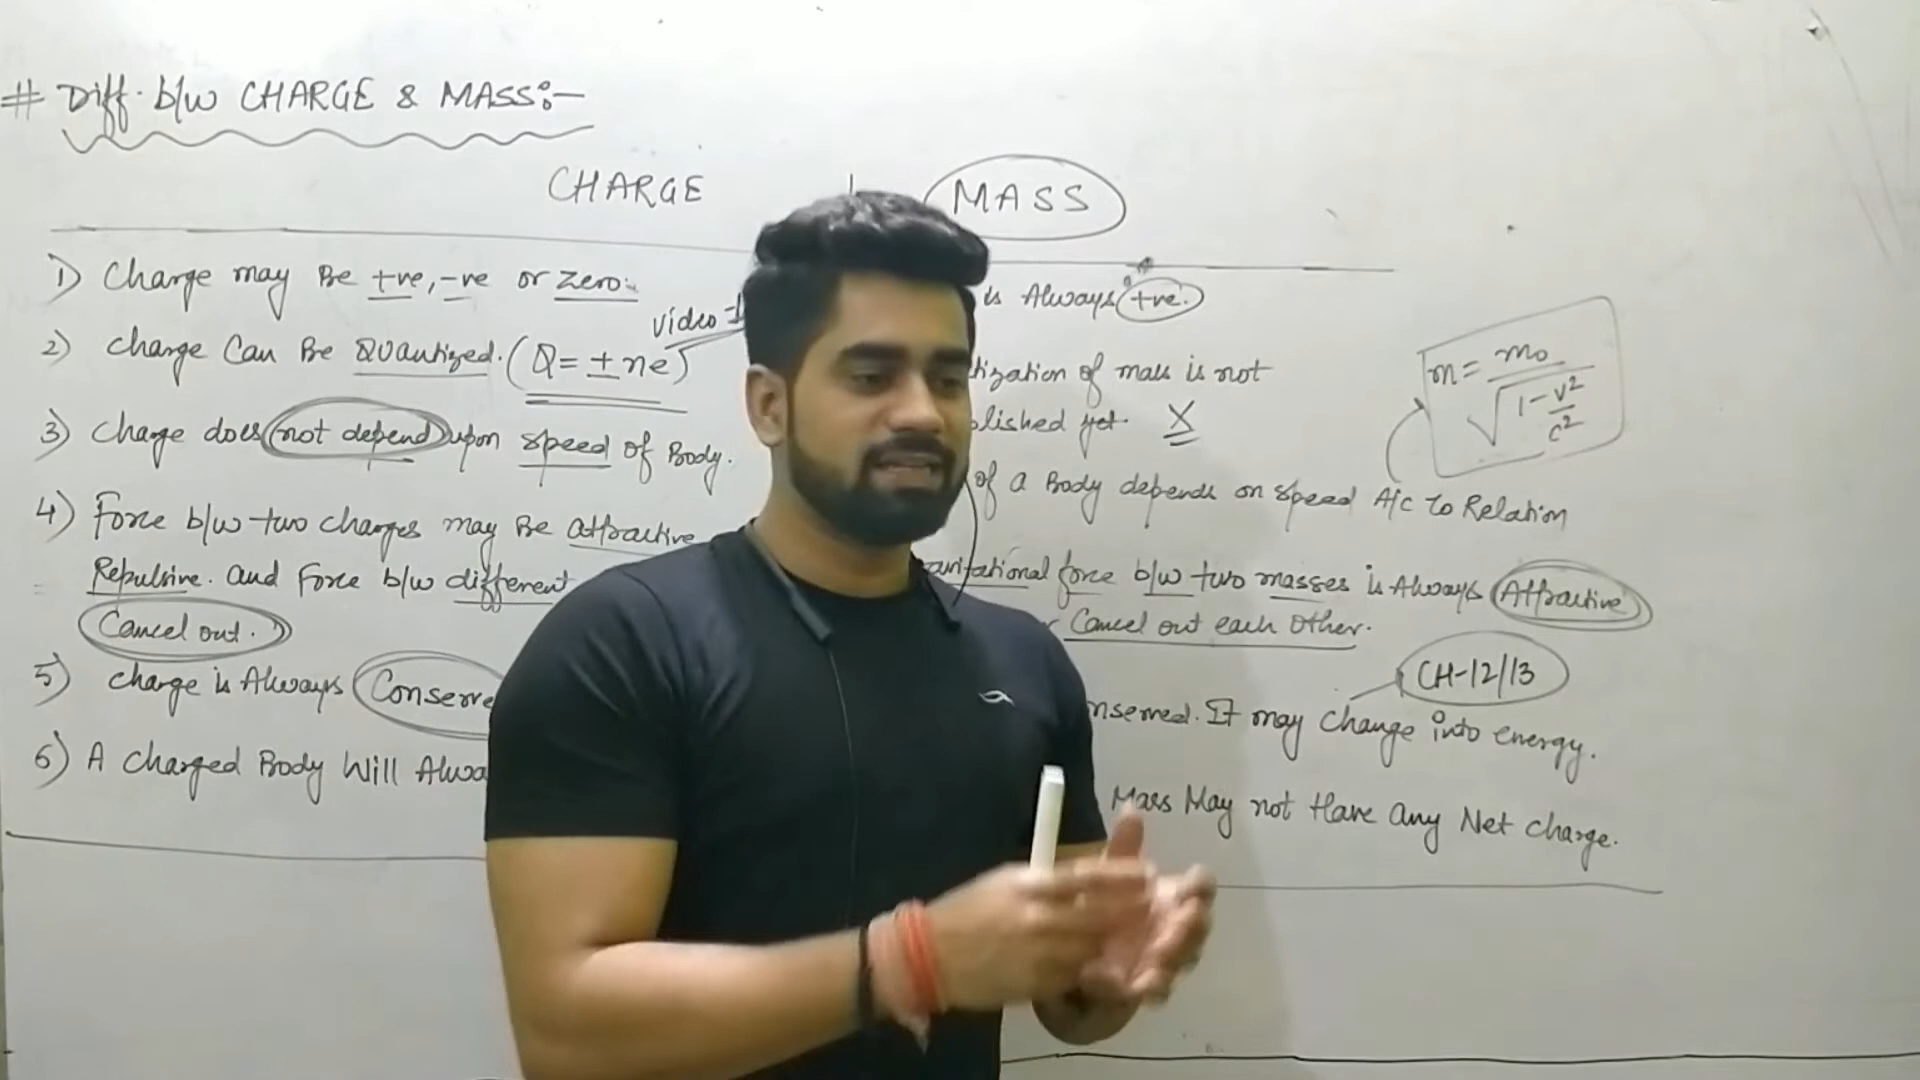 # Diff. b/w CHARGE & MASS:-
CHARGE MASS
1) Charge may Be +ve, -ve or zero.
is Always +ve.
video-1
2) Charge Can Be Quantized. (Q = ± ne)
tization of mass is not
blished yet. X
m = m₀ / √1 - v²/c²
3) Charge does not depend upon speed of Body.
of a Body depends on speed A/c to Relation
4) Force b/w two charges may Be attractive
Repulsive. and Force b/w different
Cancel out.
avitational force b/w two masses is Always Attractive
Cancel out each other.
5) Charge is Always Conserve
CH-12/13
nserved. It may Change into energy.
6) A Charged Body Will Alwa
Mass May not Have Any Net Charge.